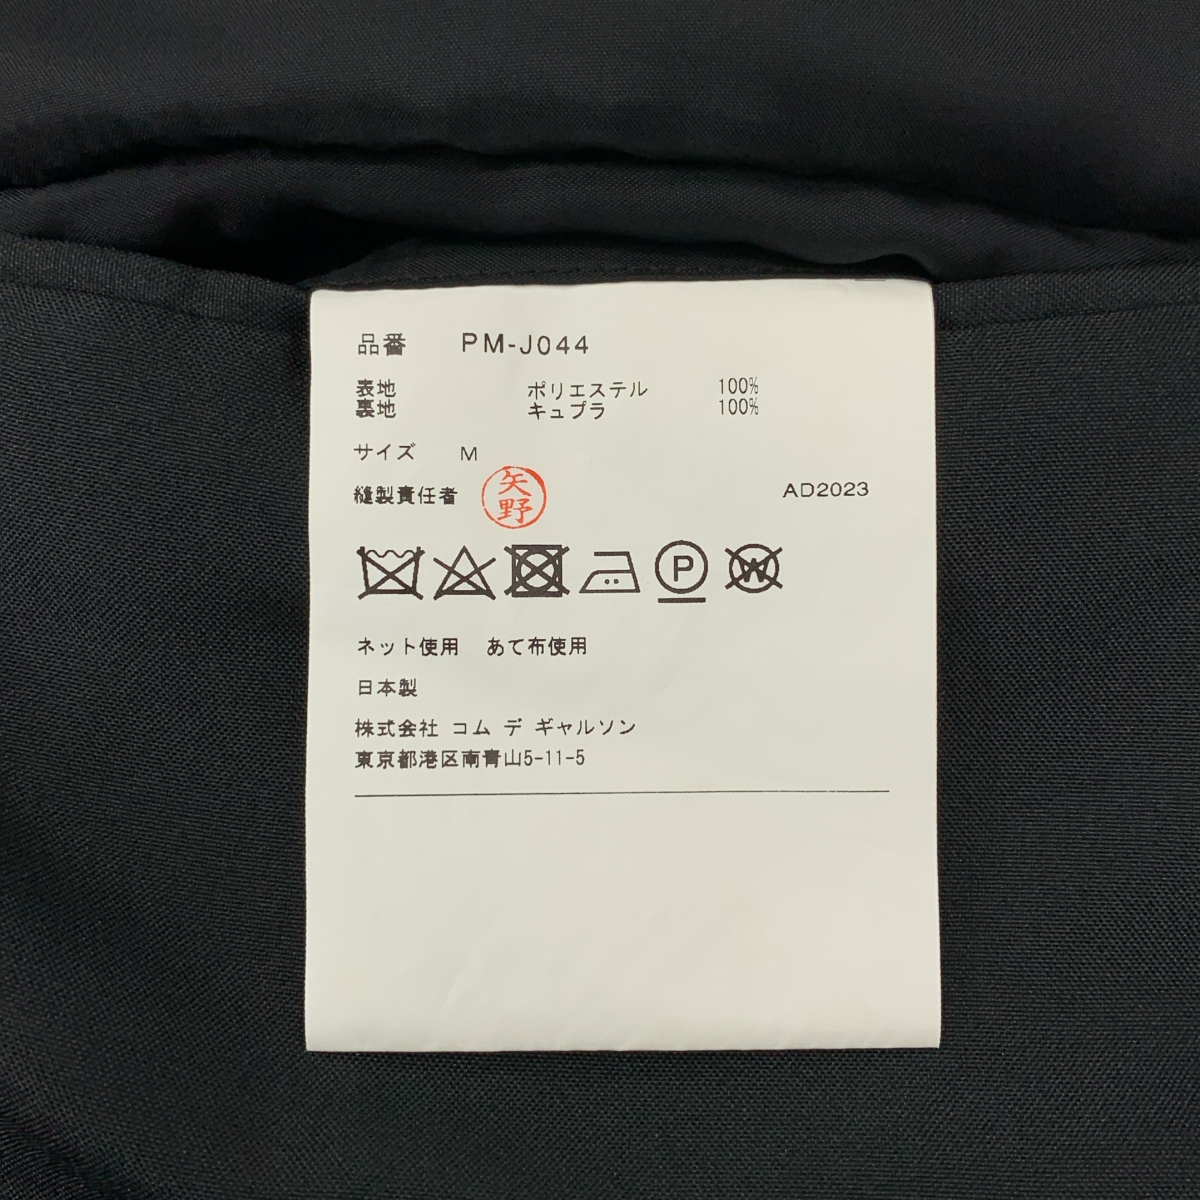 品番 PM-J044
表地 ポリエステル 100%
裏地 キュプラ 100%
サイズ M
縫製責任者 矢野 AD2023
P W
ネット使用 あて布使用
日本製
株式会社 コム デ ギャルソン
東京都港区南青山5-11-5